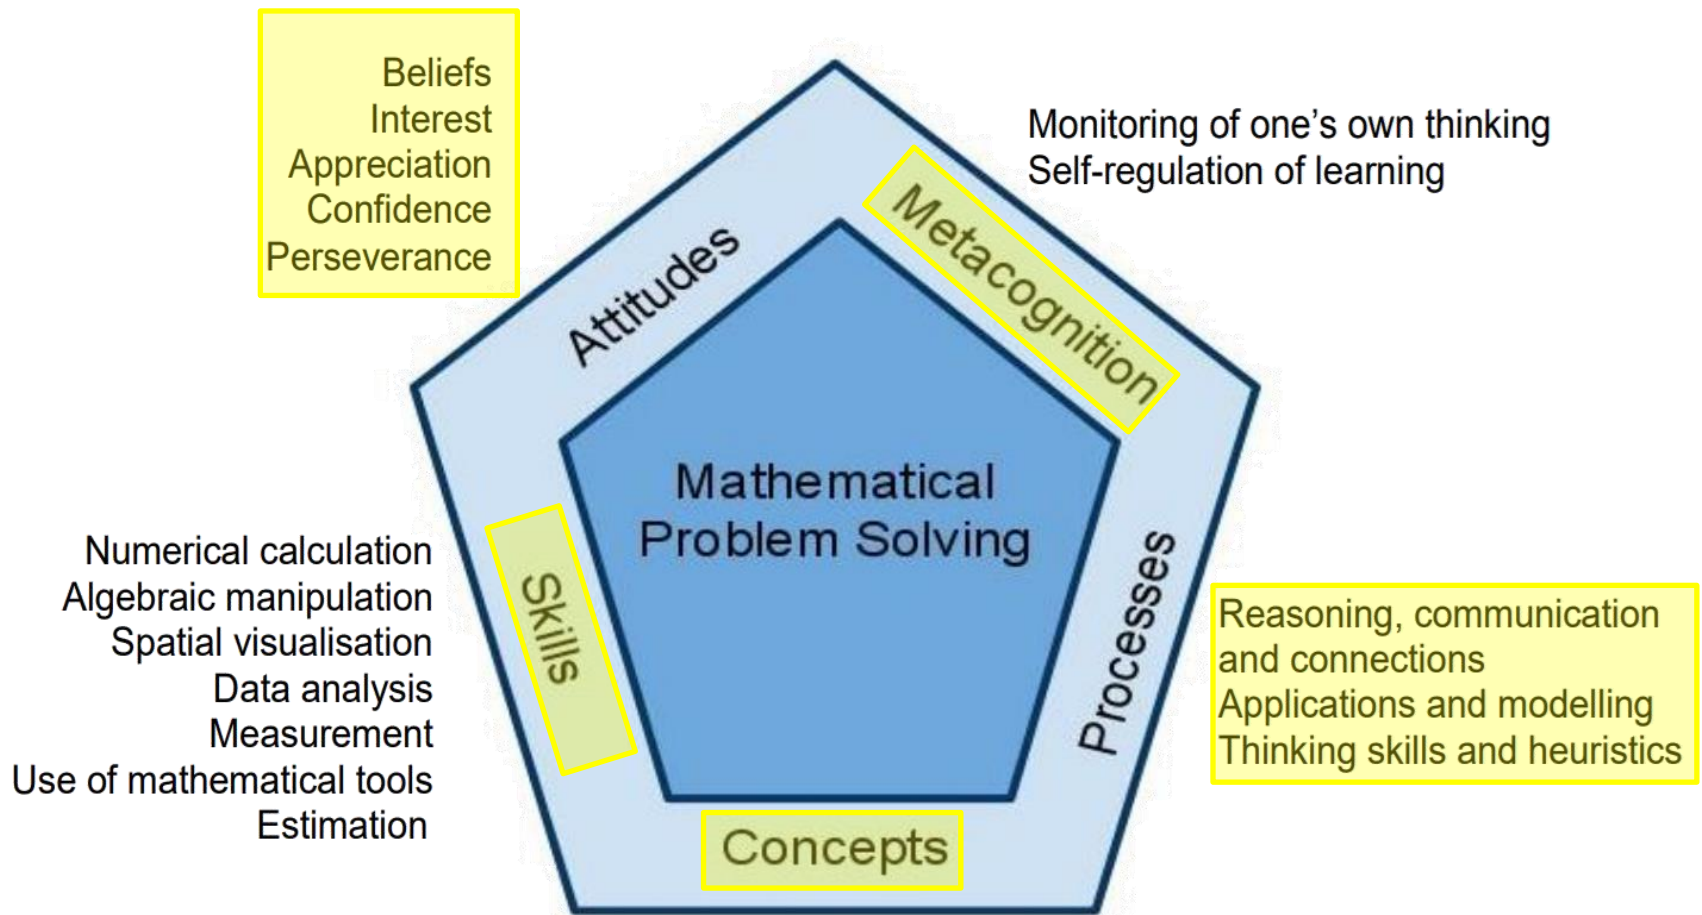 Beliefs
Interest
Appreciation
Confidence
Perseverance
Monitoring of one's own thinking
Self-regulation of learning
Attitudes
Metacognition
Mathematical
Problem Solving
Numerical calculation
Algebraic manipulation
Spatial visualisation
Data analysis
Measurement
Use of mathematical tools
Estimation
Skills
Processes
Reasoning, communication
and connections
Applications and modelling
Thinking skills and heuristics
Concepts